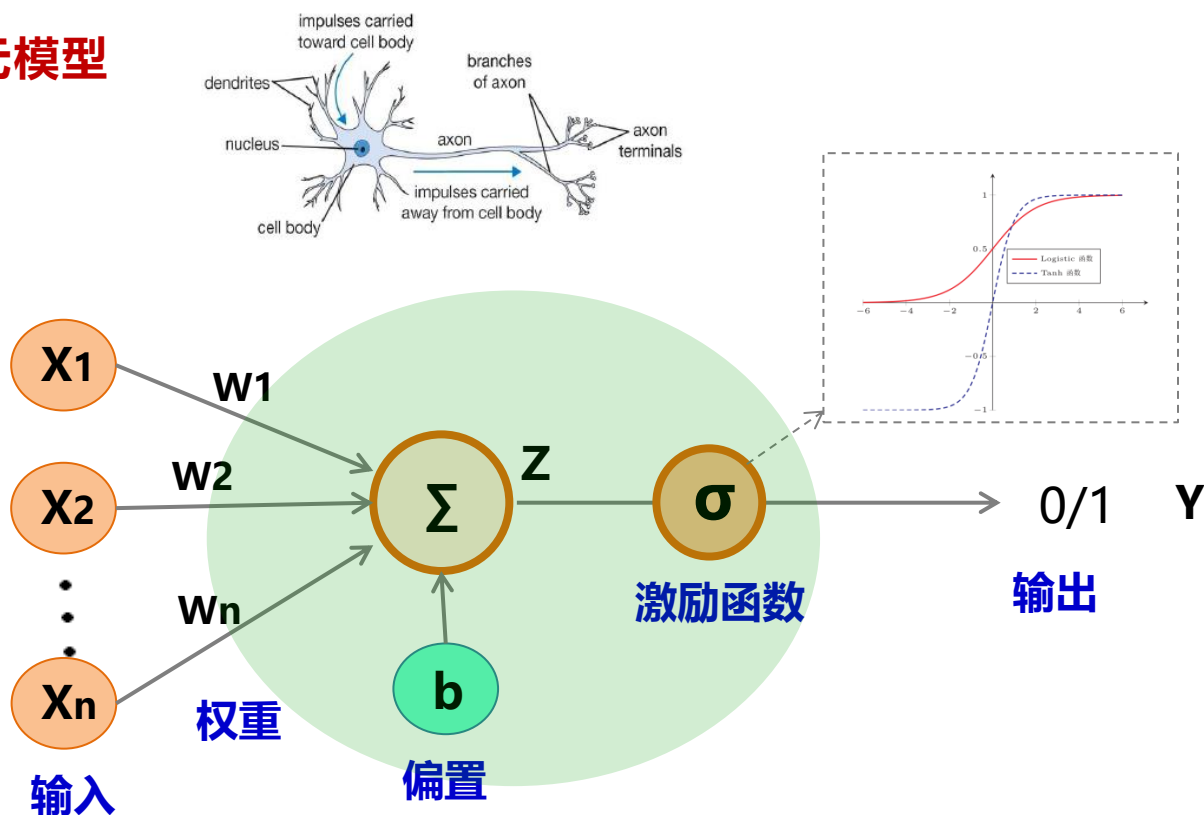 元模型
impulses carried
toward cell body
dendrites
branches
of axon
nucleus
axon
axon
terminals
impulses carried
away from cell body
cell body
1
0.5
Logistic 函数
Tanh 函数
−6
−4
−2
2
4
6
−0.5
−1
X1
W1
X2
W2
Σ
Z
σ
0/1
Y
激励函数
输出
Wn
Xn
b
权重
偏置
输入